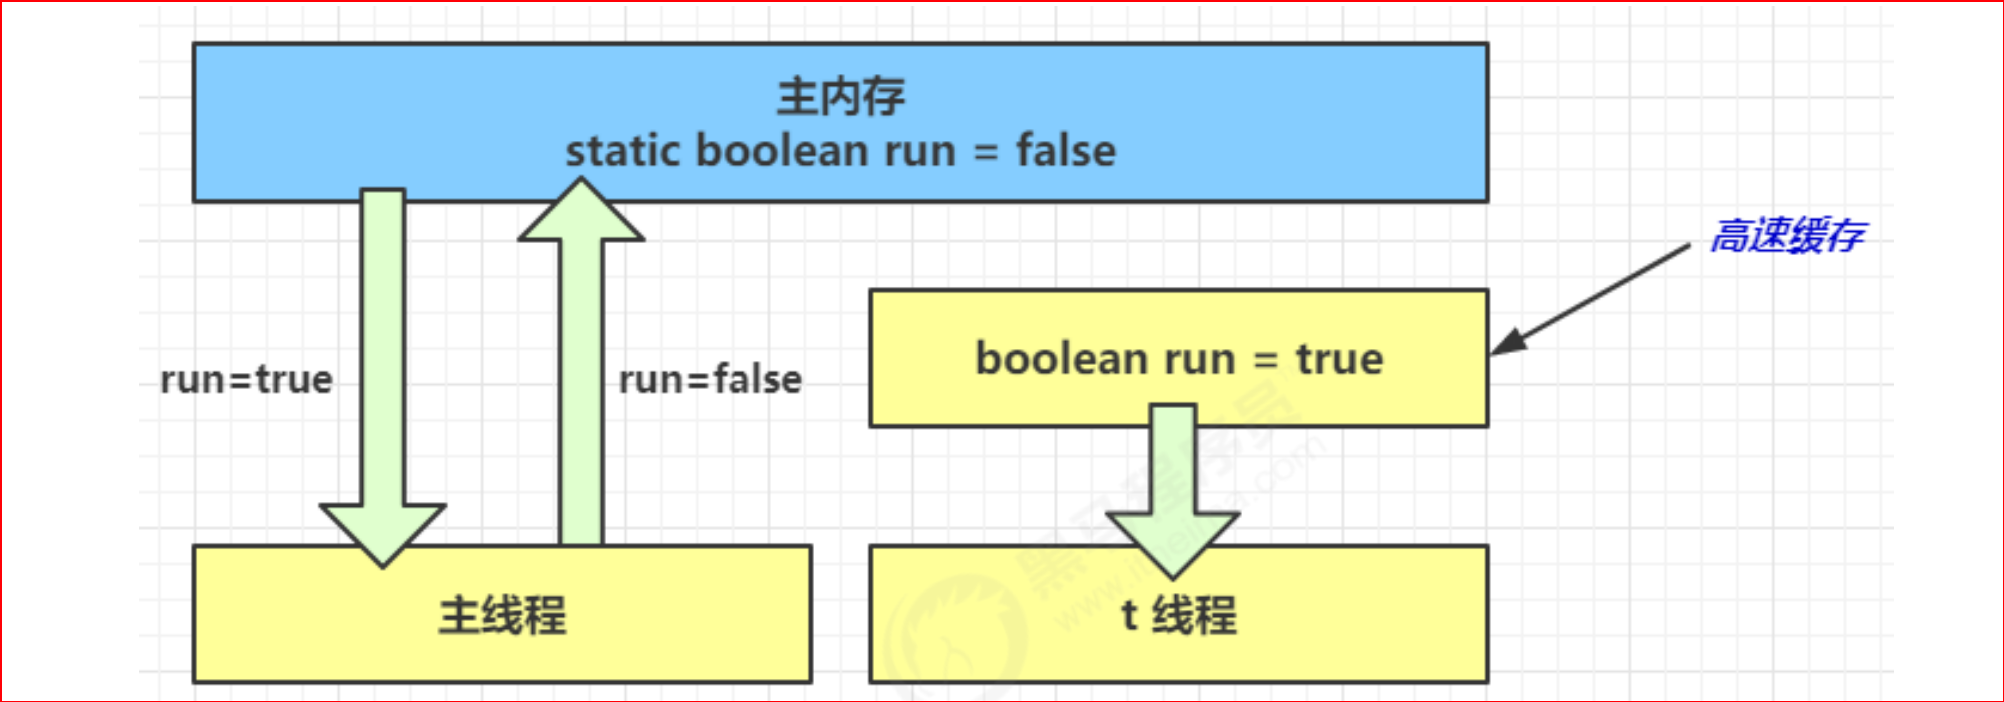 主内存
static boolean run = false
高速缓存
boolean run = true
run=true
run=false
主线程
t 线程
黑马程序员
www.itheima.com